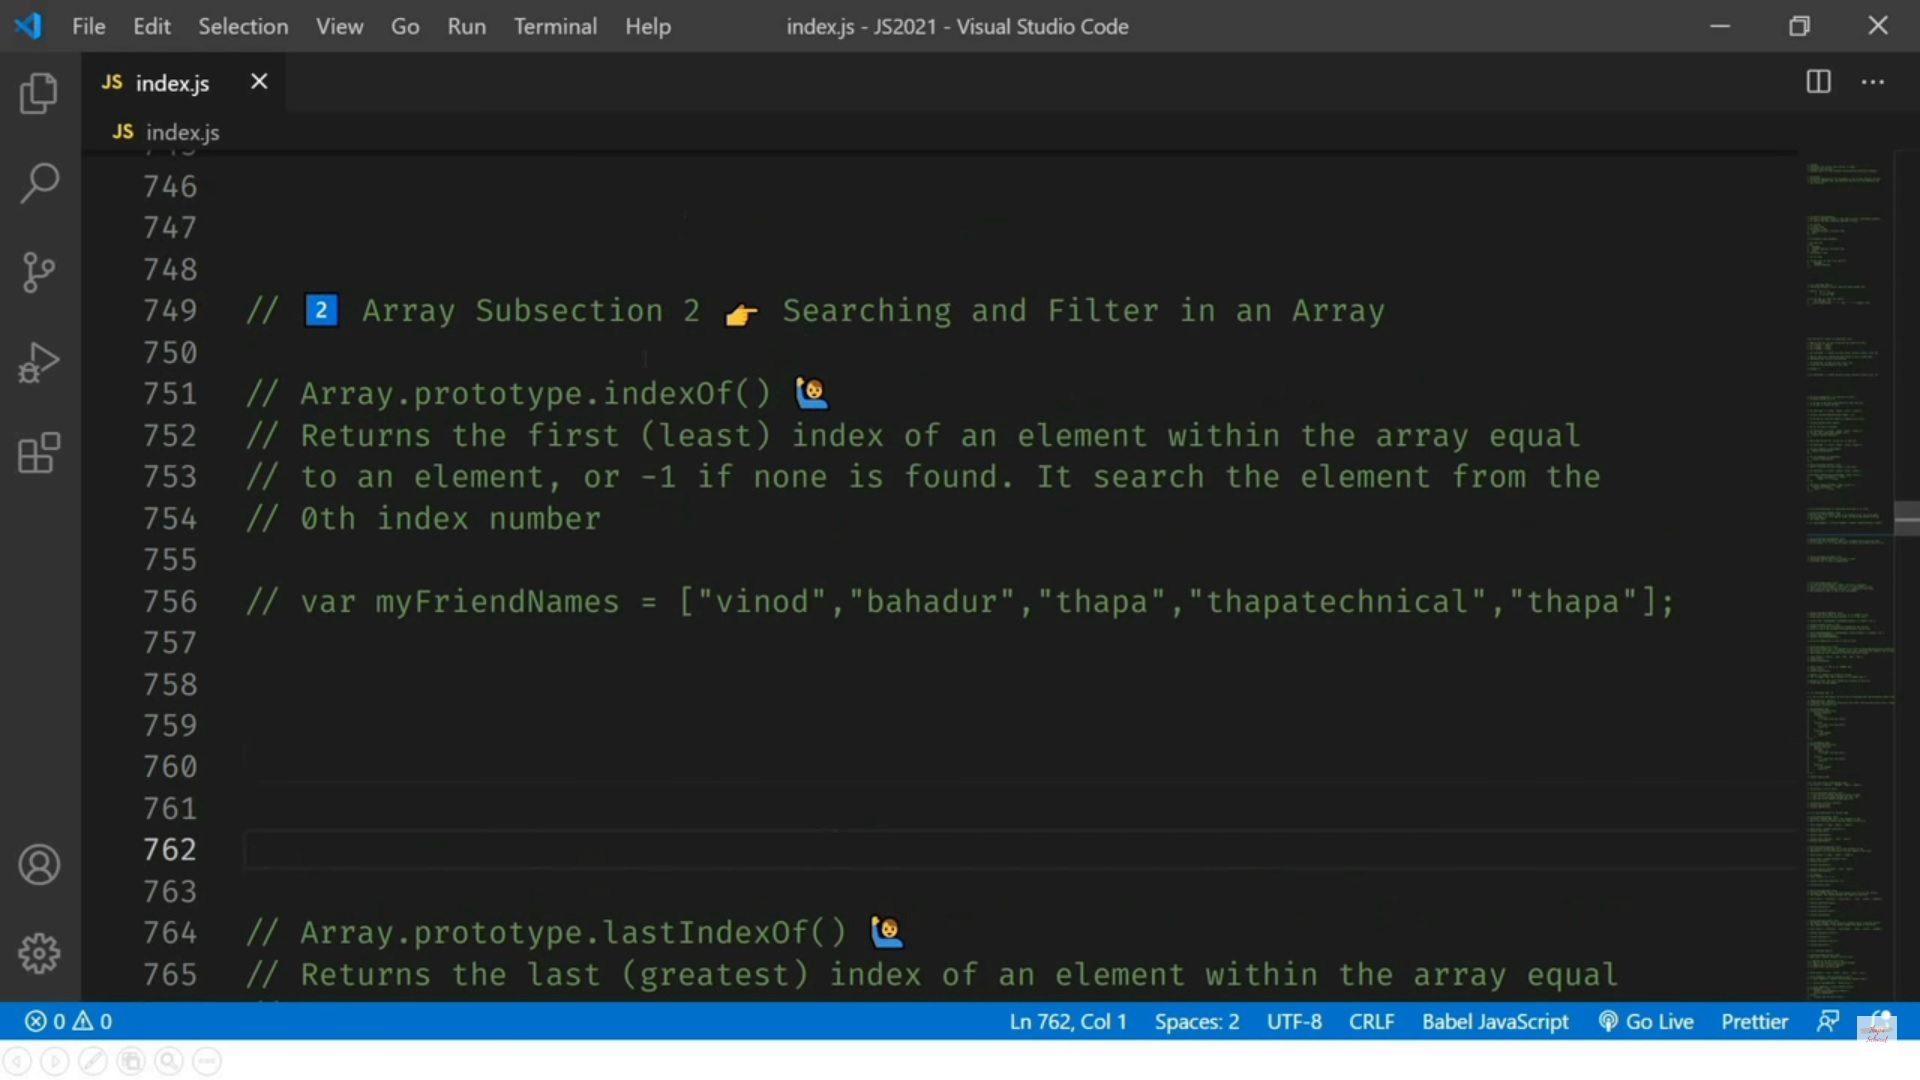 File Edit Selection View Go Run Terminal Help index.js - JS2021 - Visual Studio Code
JS index.js
JS index.js
746
747
748
749 // 2 Array Subsection 2 👉 Searching and Filter in an Array
750
751 // Array.prototype.indexOf() 🙋‍♂️
752 // Returns the first (least) index of an element within the array equal
753 // to an element, or -1 if none is found. It search the element from the
754 // 0th index number
755
756 // var myFriendNames = ["vinod","bahadur","thapa","thapatechnical","thapa"];
757
758
759
760
761
762
763
764 // Array.prototype.lastIndexOf() 🙋‍♂️
765 // Returns the last (greatest) index of an element within the array equal
0 0 Ln 762, Col 1 Spaces: 2 UTF-8 CRLF Babel JavaScript Go Live Prettier